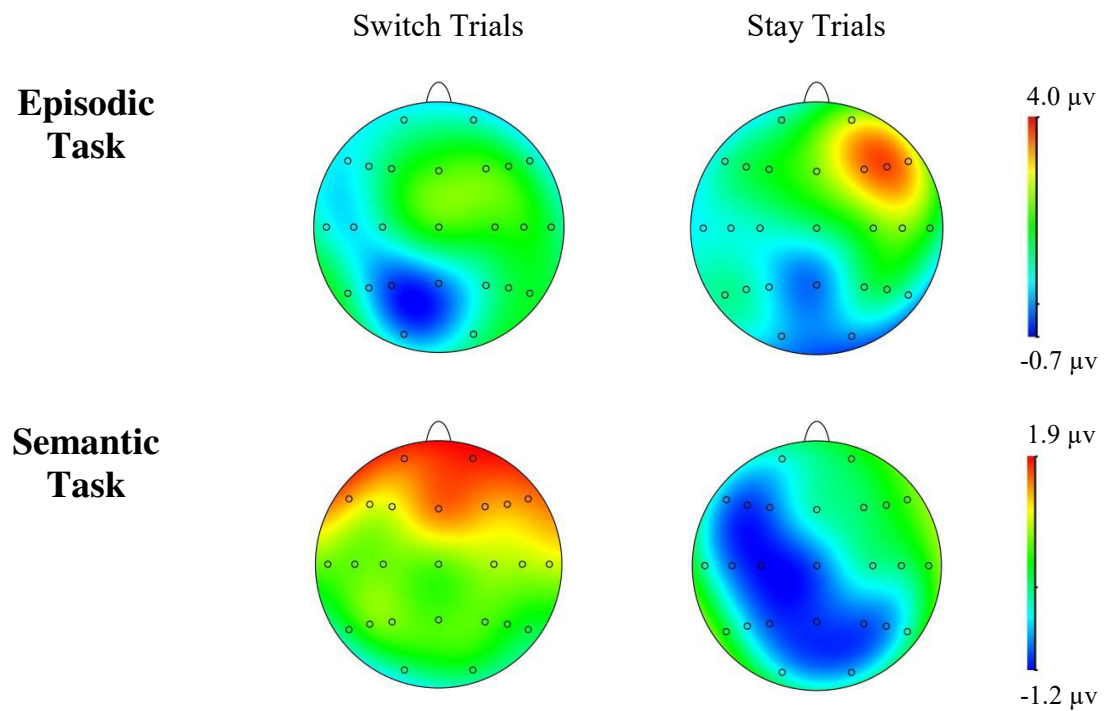 Switch Trials
Stay Trials
Episodic
Task
4.0 µv
-0.7 µv
Semantic
Task
1.9 µv
-1.2 µv